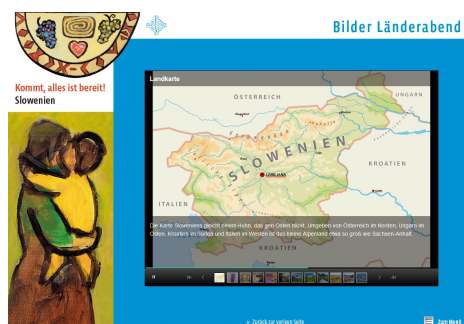 Bilder Länderabend
Kommt, alles ist bereit!
Slowenien
Landkarte
ÖSTERREICH
UNGARN
SLOWENIEN
LJUBLJANA
KROATIEN
ITALIEN
Die Karte Sloweniens gleicht einem Huhn, das gen Osten blickt. Umgeben von Österreich im Norden, Ungarn im
Osten, Kroatien im Süden und Italien im Westen ist das kleine Alpenland etwa so groß wie Sachsen-Anhalt.
KROATIEN
« Zurück zur vorigen Seite
Zum Menü